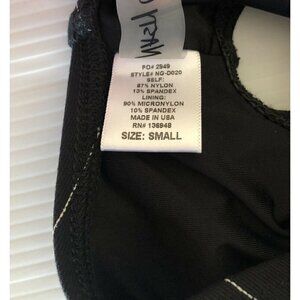 PO# 2949
STYLE# NG-D020
SELF:
87% NYLON
13% SPANDEX
LINING:
90% MICRONYLON
10% SPANDEX
MADE IN USA
RN# 136948
SIZE: SMALL